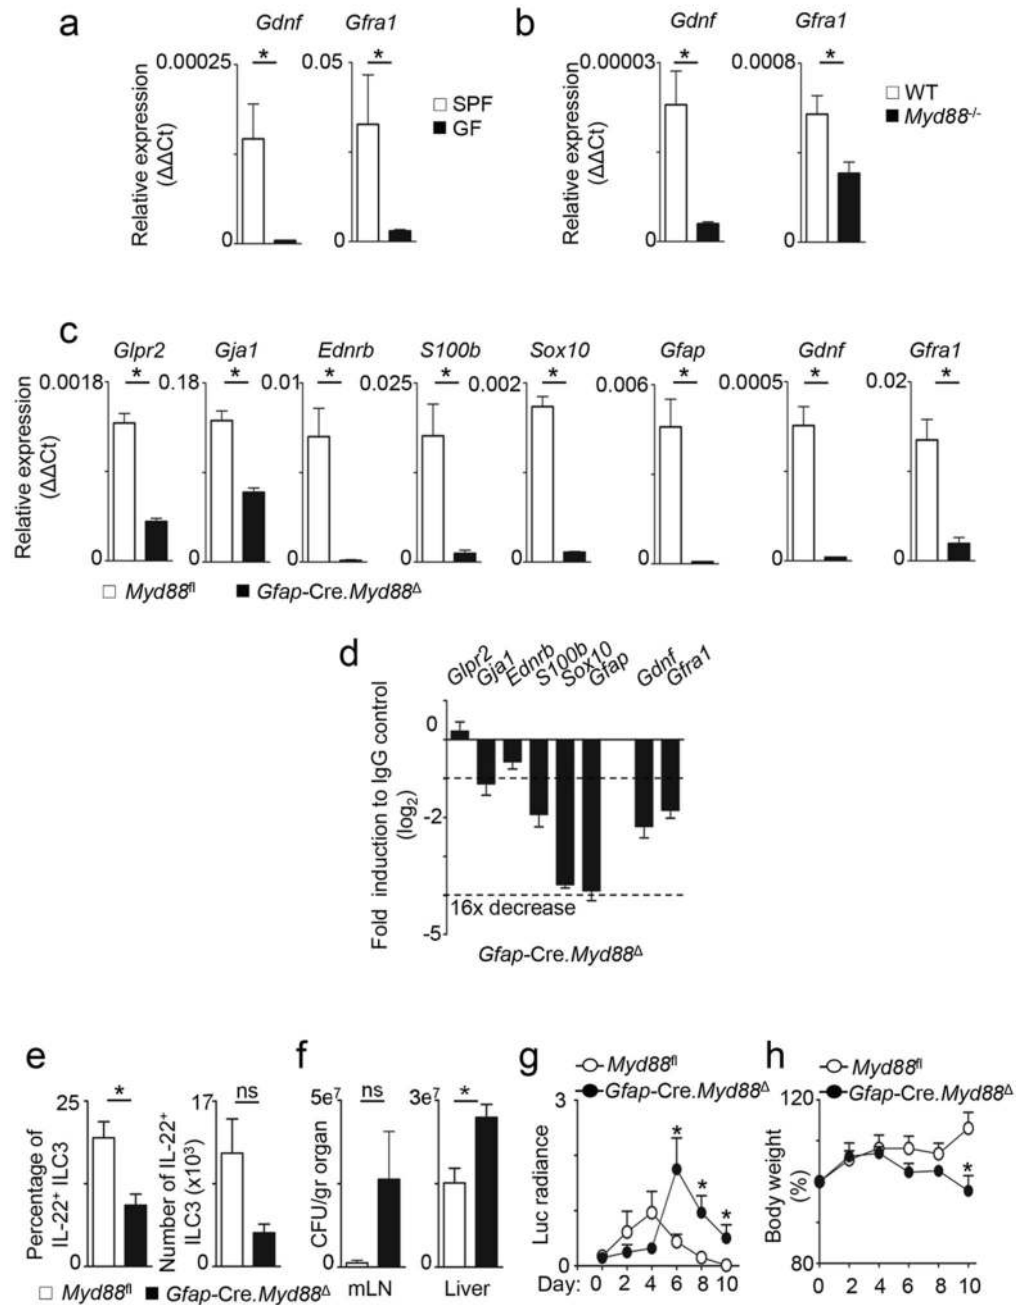 a
Gdnf
Gfra1
0.00025
0.05
*
*
SPF
GF
Relative expression
(ΔΔCt)
0
0
b
Gdnf
Gfra1
0.00003
0.0008
*
*
WT
Myd88-/-
Relative expression
(ΔΔCt)
0
0
c
Glpr2
Gja1
Ednrb
S100b
Sox10
Gfap
Gdnf
Gfra1
0.0018
0.18
0.01
0.025
0.002
0.006
0.0005
0.02
*
*
*
*
*
*
*
*
Relative expression
(ΔΔCt)
0
0
0
0
0
0
0
0
Myd88fl
Gfap-Cre.Myd88Δ
d
Glpr2
Gja1
Ednrb
S100b
Sox10
Gfap
Gdnf
Gfra1
Fold induction to IgG control
(log2)
0
-2
-5
16x decrease
Gfap-Cre.Myd88Δ
e
Percentage of
IL-22+ ILC3
25
0
*
Number of IL-22+
ILC3 (x103)
17
0
ns
Myd88fl
Gfap-Cre.Myd88Δ
f
CFU/gr organ
5e7
0
ns
mLN
3e7
0
*
Liver
g
Myd88fl
Gfap-Cre.Myd88Δ
Luc radiance
3
0
*
*
*
Day: 0 2 4 6 8 10
h
Myd88fl
Gfap-Cre.Myd88Δ
Body weight
(%)
120
80
*
0 2 4 6 8 10